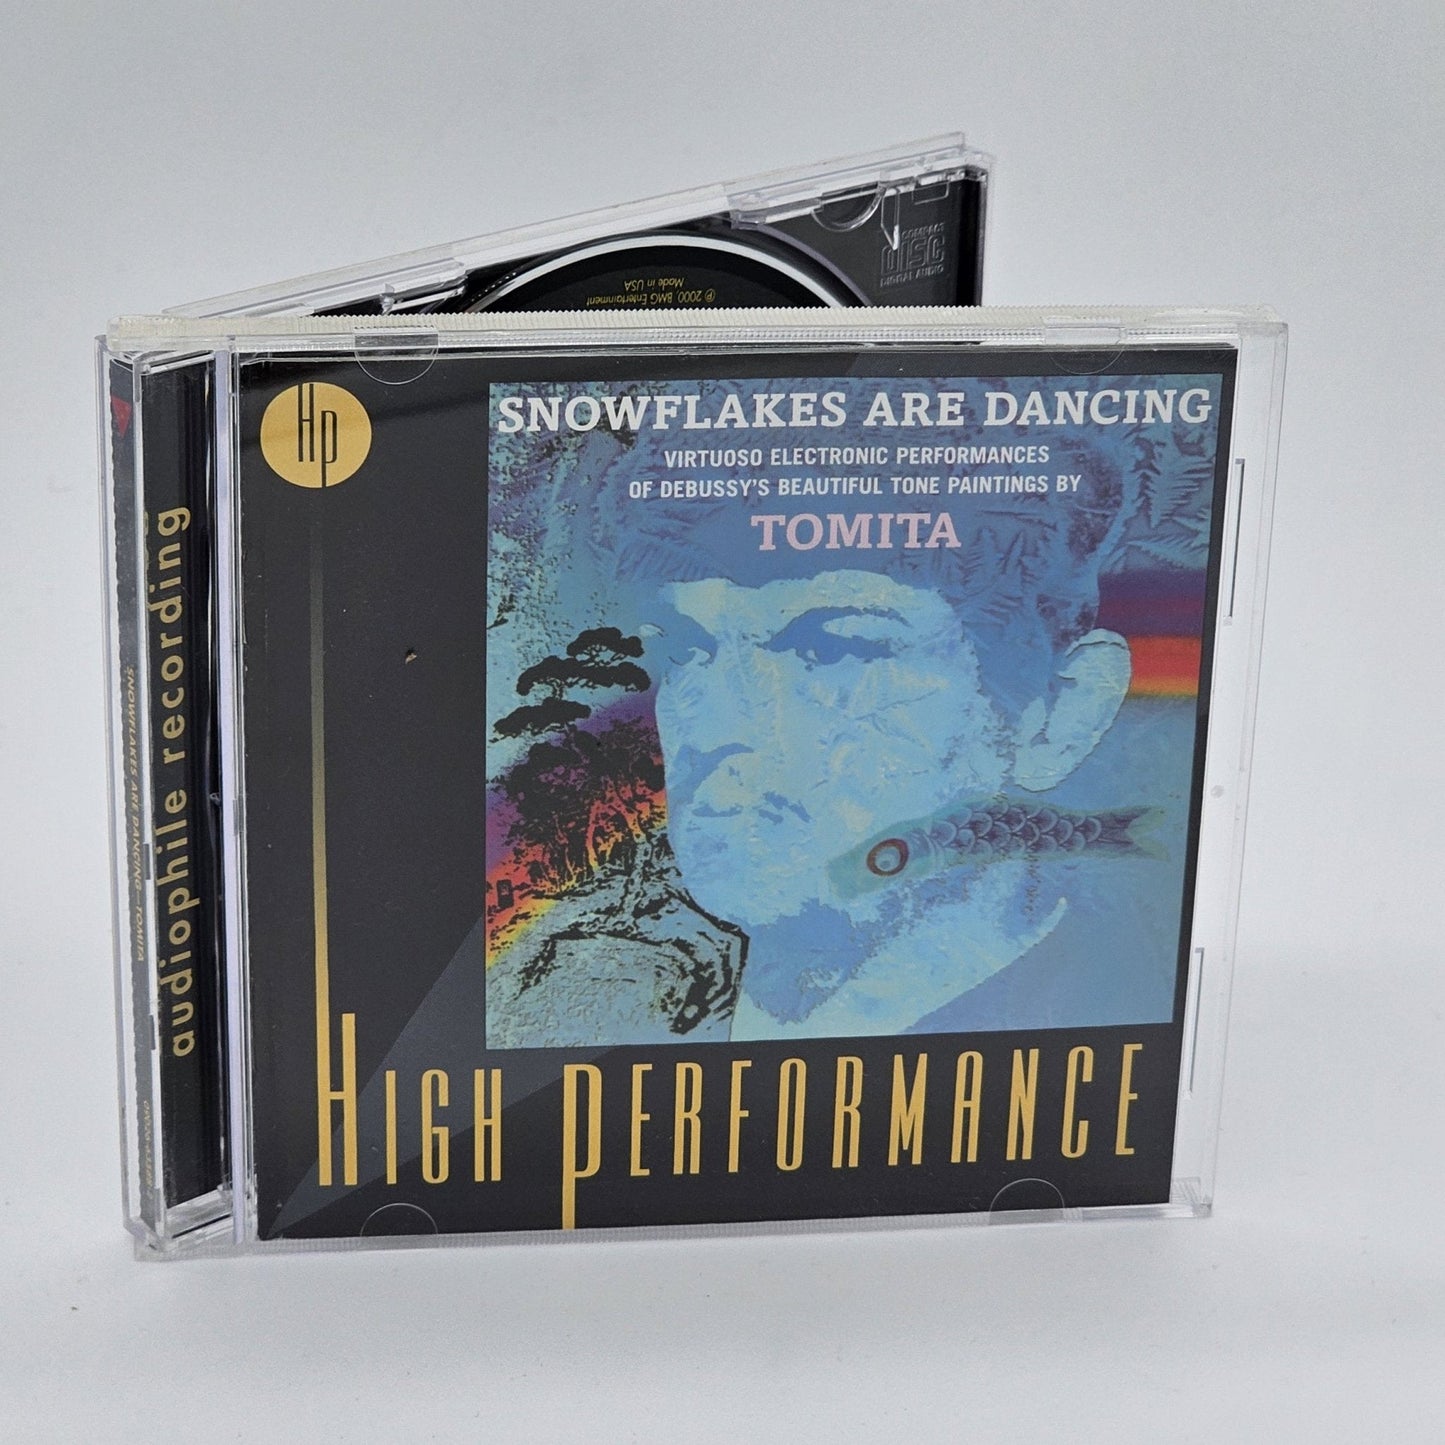 COMPACT
DISC
DIGITAL AUDIO
℗ 2000, BMG Entertainment
Made in USA
HP
SNOWFLAKES ARE DANCING
VIRTUOSO ELECTRONIC PERFORMANCES
OF DEBUSSY'S BEAUTIFUL TONE PAINTINGS BY
TOMITA
HIGH PERFORMANCE
audiophile recording
SNOWFLAKES ARE DANCING—TOMITA